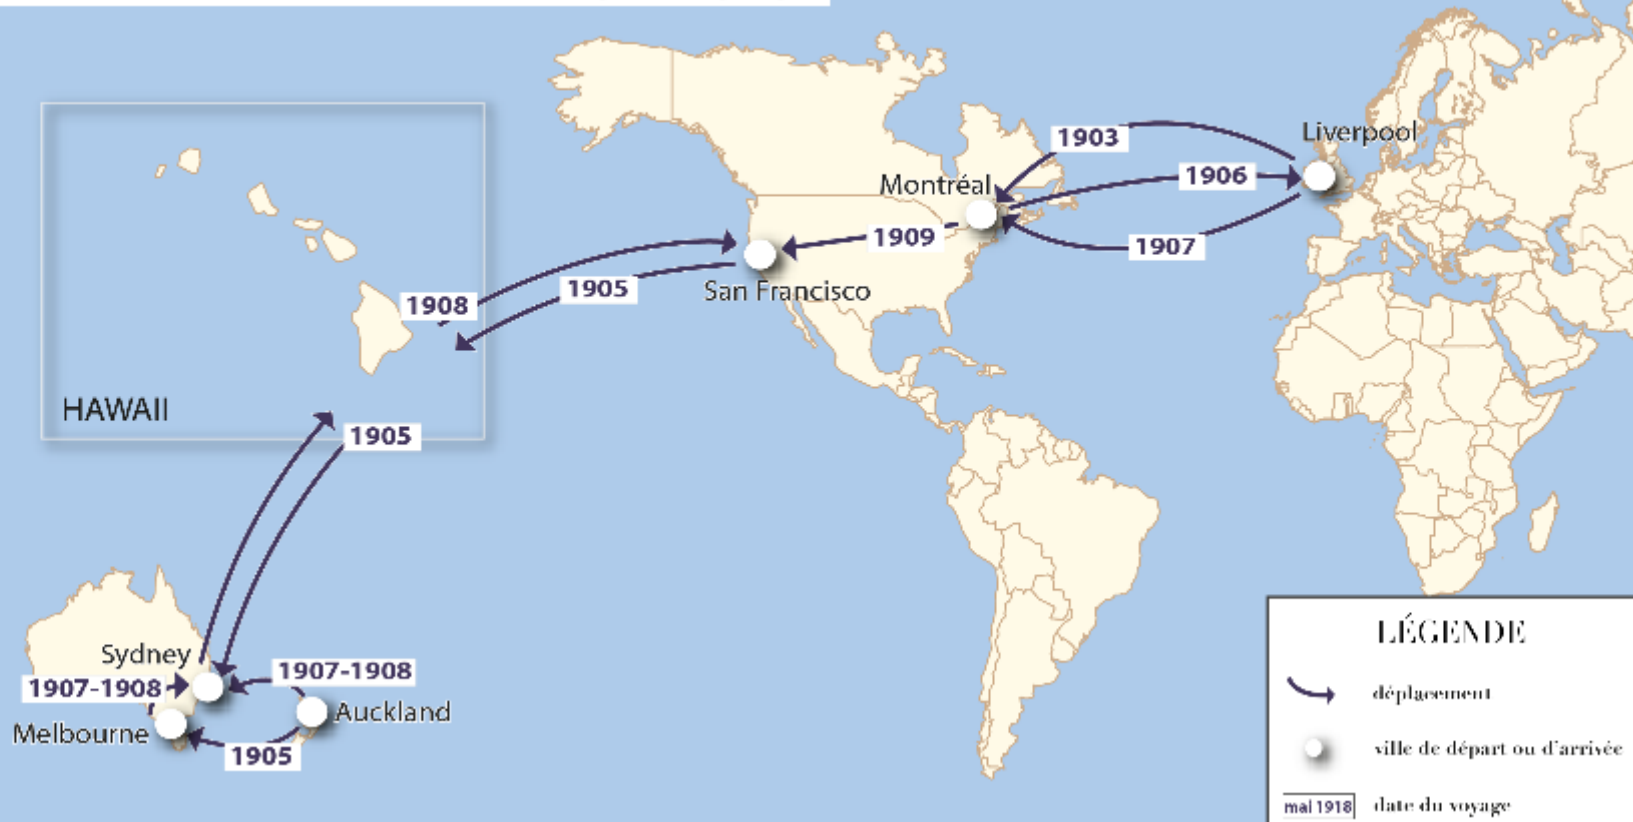 Liverpool
1903
Montréal
1906
1909
1907
San Francisco
1908
1905
HAWAII
1905
Sydney
1907-1908
1907-1908
Melbourne
Auckland
1905
LÉGENDE
déplacement
ville de départ ou d'arrivée
mai 1918
date du voyage